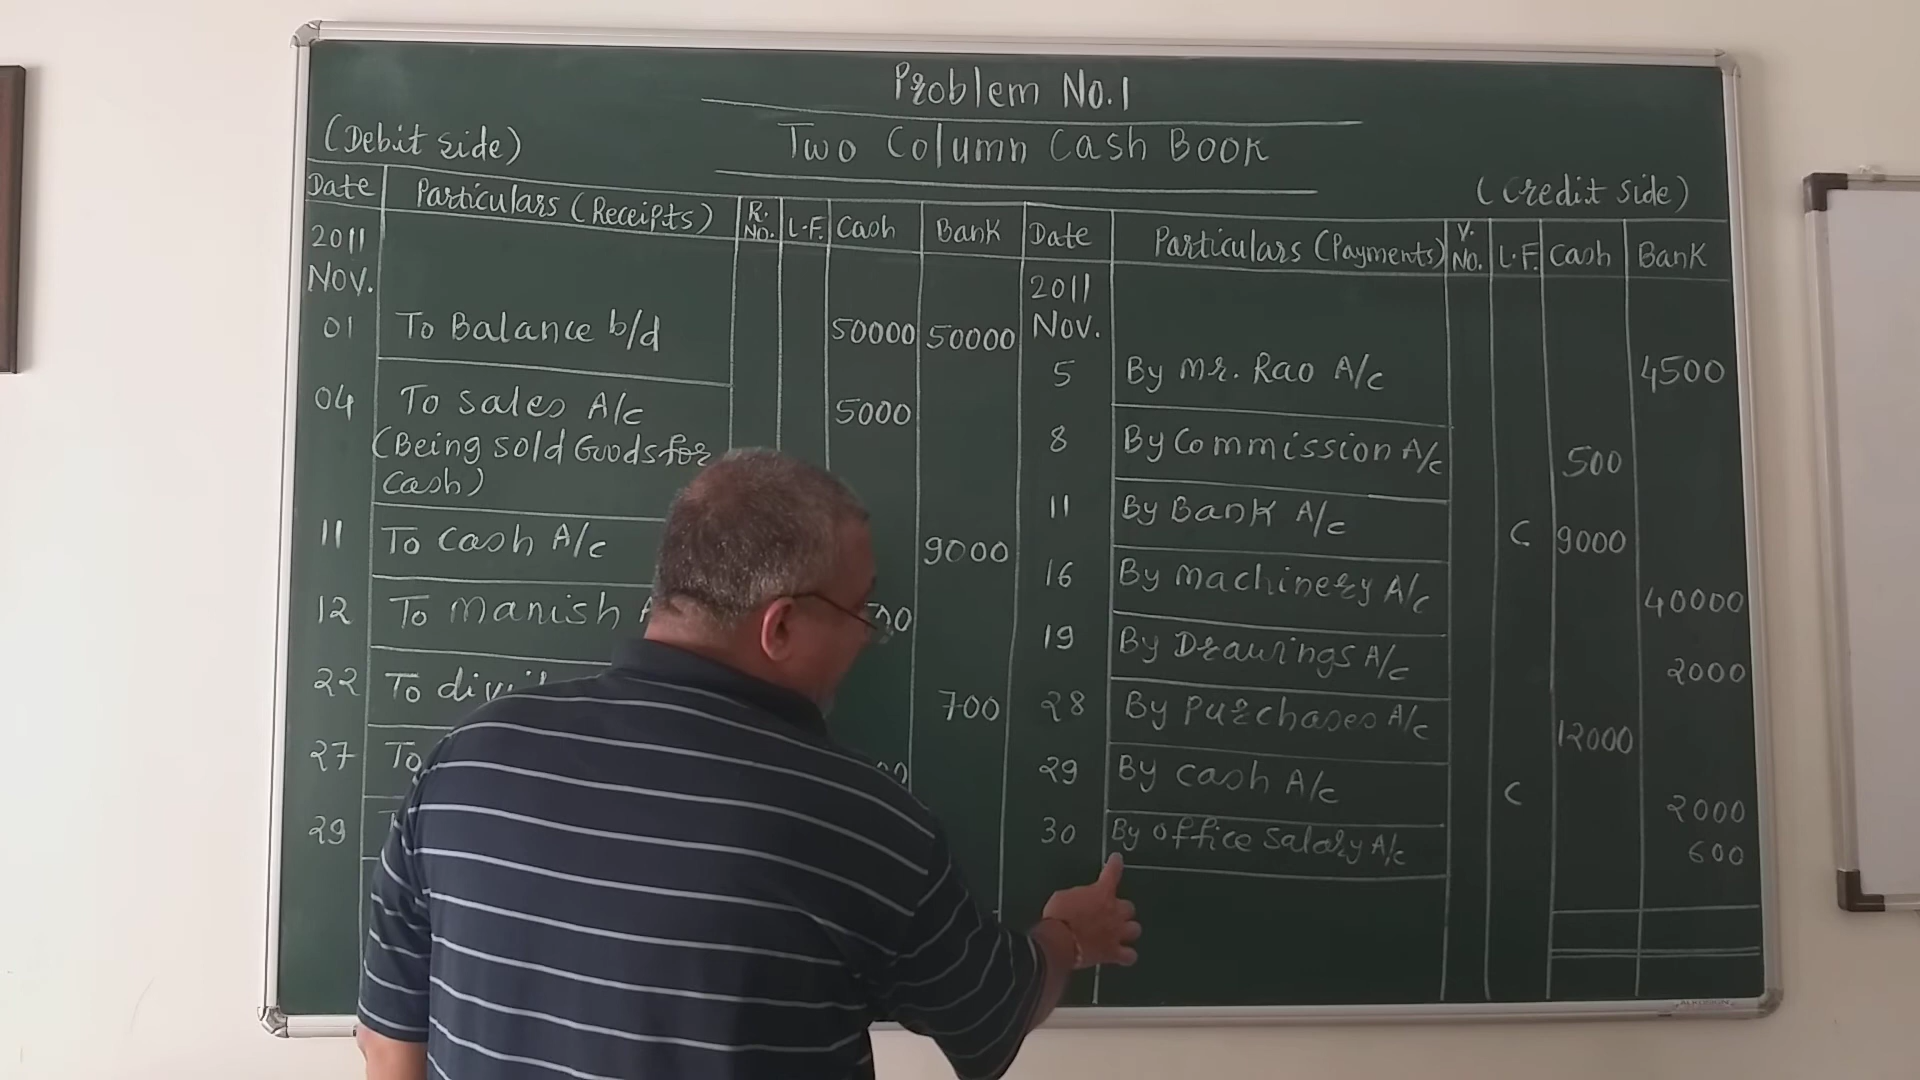 Problem No.1
Two Column Cash Book
(Debit side)
(Credit side)
Date Particulars (Receipts) R. No. L.F. Cash Bank Date Particulars (Payments) V. No. L.F. Cash Bank
2011
Nov.
01 To Balance b/d 50000 50000
04 To Sales A/c 5000
(Being sold Goods for
cash)
11 To Cash A/c 9000
12 To Manish
22 To 700
27 To
29
2011
Nov.
5 By Mr. Rao A/c 4500
8 By Commission A/c 500
11 By Bank A/c C 9000
16 By Machinery A/c 40000
19 By Drawings A/c 2000
28 By Purchases A/c 12000
29 By Cash A/c C 2000
30 By Office Salary A/c 600